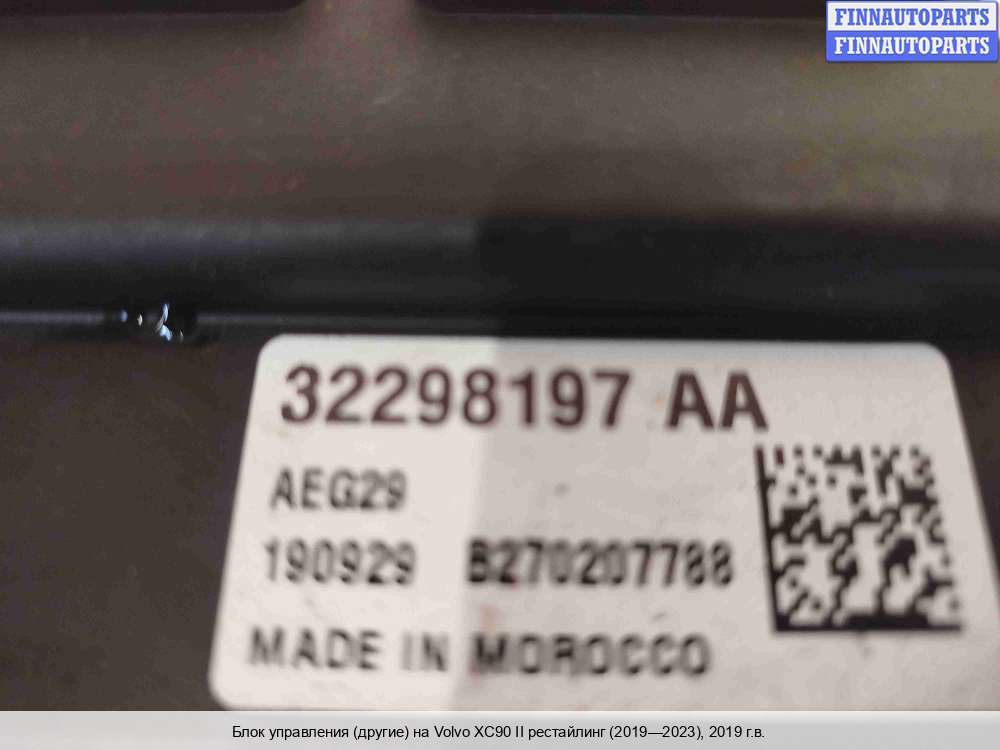 FINNAUTOPARTS
FINNAUTOPARTS
32298197 AA
AEG29
190929 B270207788
MADE IN MOROCCO
Блок управления (другие) на Volvo XC90 II рестайлинг (2019—2023), 2019 г.в.